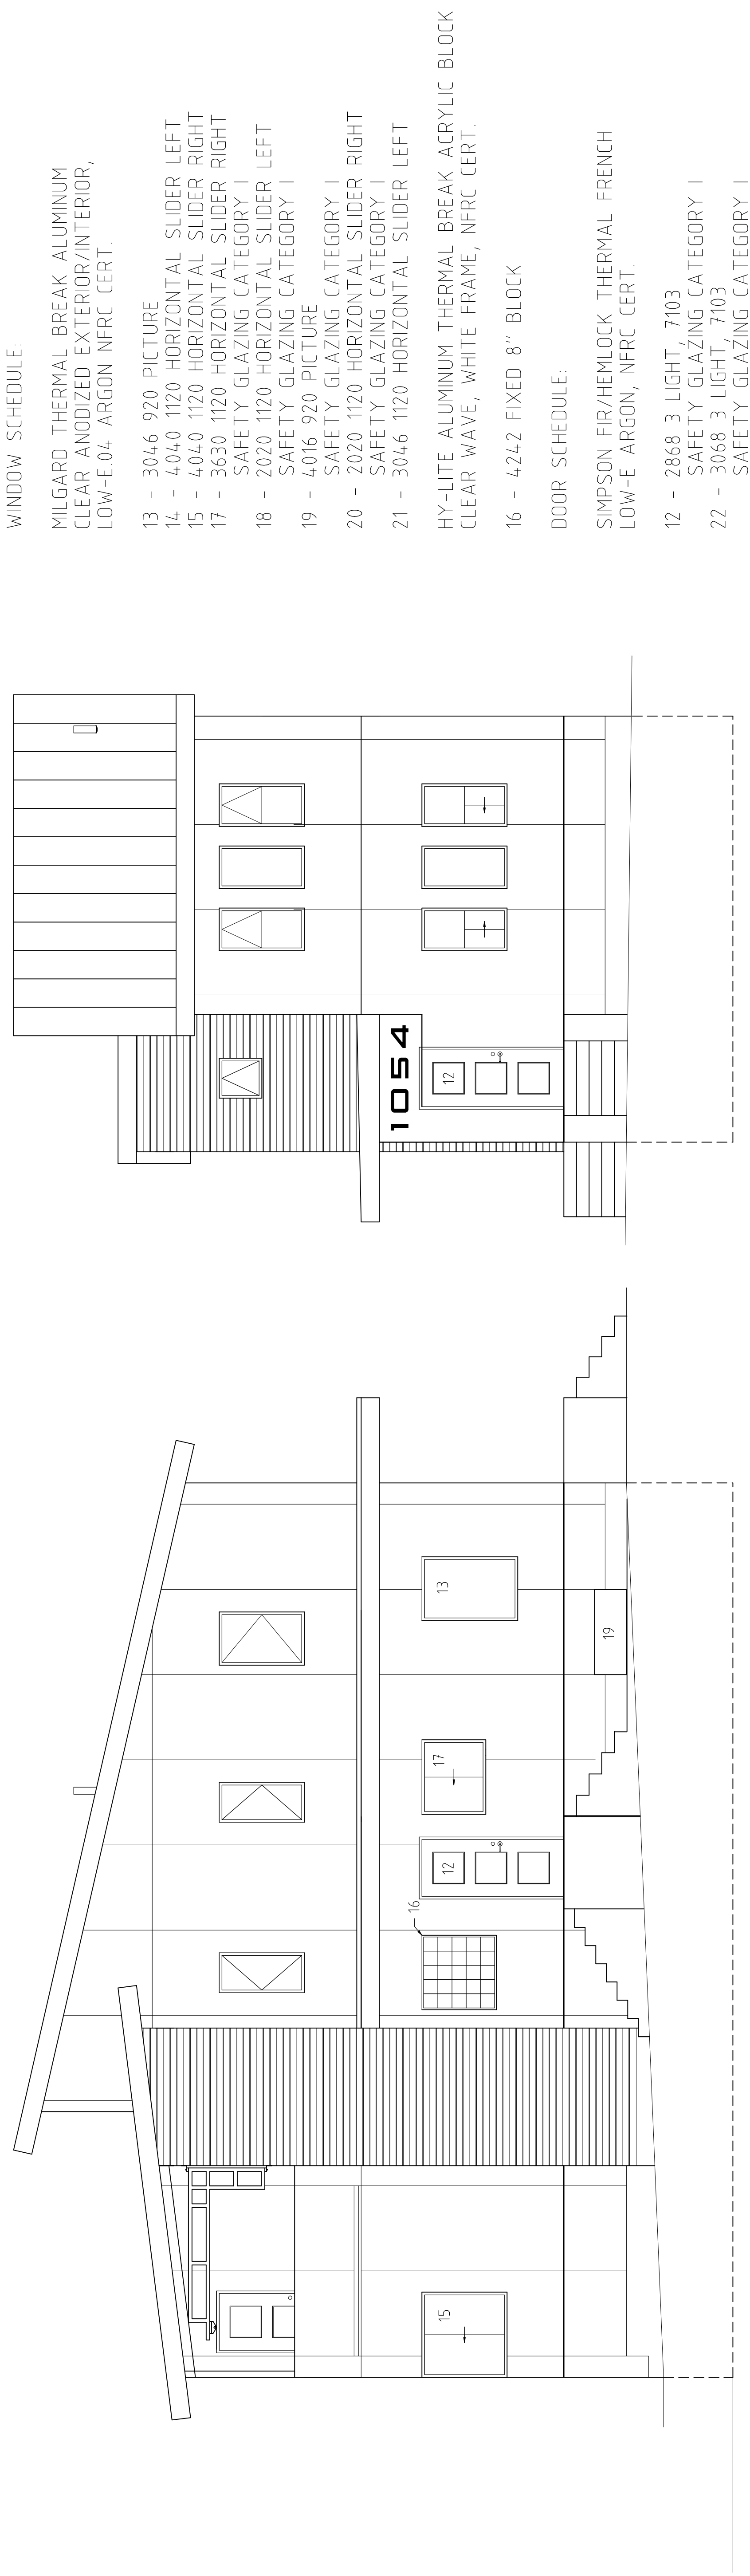 WINDOW SCHEDULE:
MILGARD THERMAL BREAK ALUMINUM
CLEAR ANODIZED EXTERIOR/INTERIOR,
LOW-E.04 ARGON NFRC CERT.
13 - 3046 920 PICTURE
14 - 4040 1120 HORIZONTAL SLIDER LEFT
15 - 4040 1120 HORIZONTAL SLIDER RIGHT
17 - 3630 1120 HORIZONTAL SLIDER RIGHT
SAFETY GLAZING CATEGORY I
18 - 2020 1120 HORIZONTAL SLIDER LEFT
SAFETY GLAZING CATEGORY I
19 - 4016 920 PICTURE
SAFETY GLAZING CATEGORY I
20 - 2020 1120 HORIZONTAL SLIDER RIGHT
SAFETY GLAZING CATEGORY I
21 - 3046 1120 HORIZONTAL SLIDER LEFT
HY-LITE ALUMINUM THERMAL BREAK ACRYLIC BLOCK
CLEAR WAVE, WHITE FRAME, NFRC CERT.
16 - 4242 FIXED 8'' BLOCK
DOOR SCHEDULE:
SIMPSON FIR/HEMLOCK THERMAL FRENCH
LOW-E ARGON, NFRC CERT.
12 - 2868 3 LIGHT, 7103
SAFETY GLAZING CATEGORY I
22 - 3068 3 LIGHT, 7103
SAFETY GLAZING CATEGORY I
1054
12
13
19
17
12
16
15